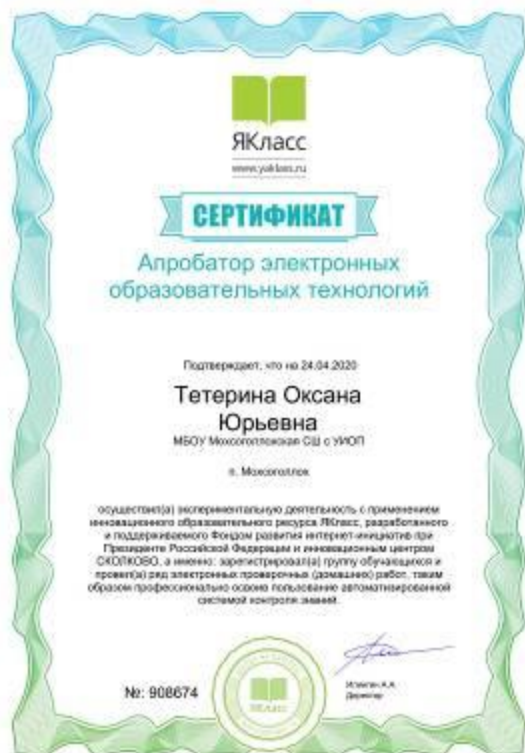 ЯКласс
www.yaklass.ru
СЕРТИФИКАТ
Апробатор электронных
образовательных технологий
Подтверждает, что на 24.04.2020
Тетерина Оксана
Юрьевна
МБОУ Мохсоголлохская СШ с УИОП
п. Мохсоголлох
осуществил(а) экспериментальную деятельность с применением
инновационного образовательного ресурса ЯКласс, разработанного
и поддерживаемого Фондом развития интернет-инициатив при
Президенте Российской Федерации и инновационным центром
СКОЛКОВО, а именно: зарегистрировал(а) группу обучающихся и
провел(а) ряд электронных проверочных (домашних) работ, таким
образом профессионально освоив пользование автоматизированной
системой контроля знаний.
№: 908674
ЯКласс
А.А.
Директор